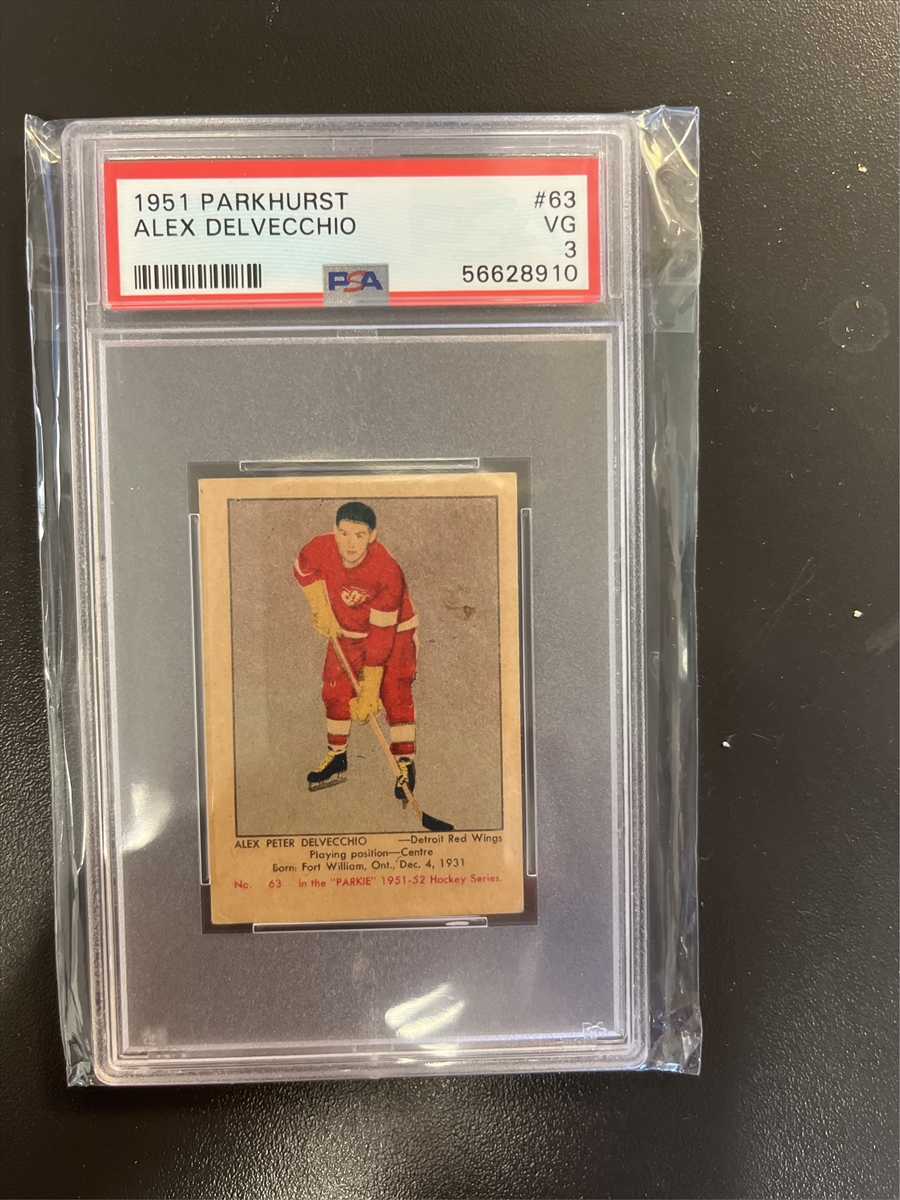 1951 PARKHURST #63
ALEX DELVECCHIO VG
3
PSA 56628910
ALEX PETER DELVECCHIO —Detroit Red Wings
Playing position—Centre
Born: Fort William, Ont., Dec. 4, 1931
No. 63 in the "PARKIE" 1951-52 Hockey Series.